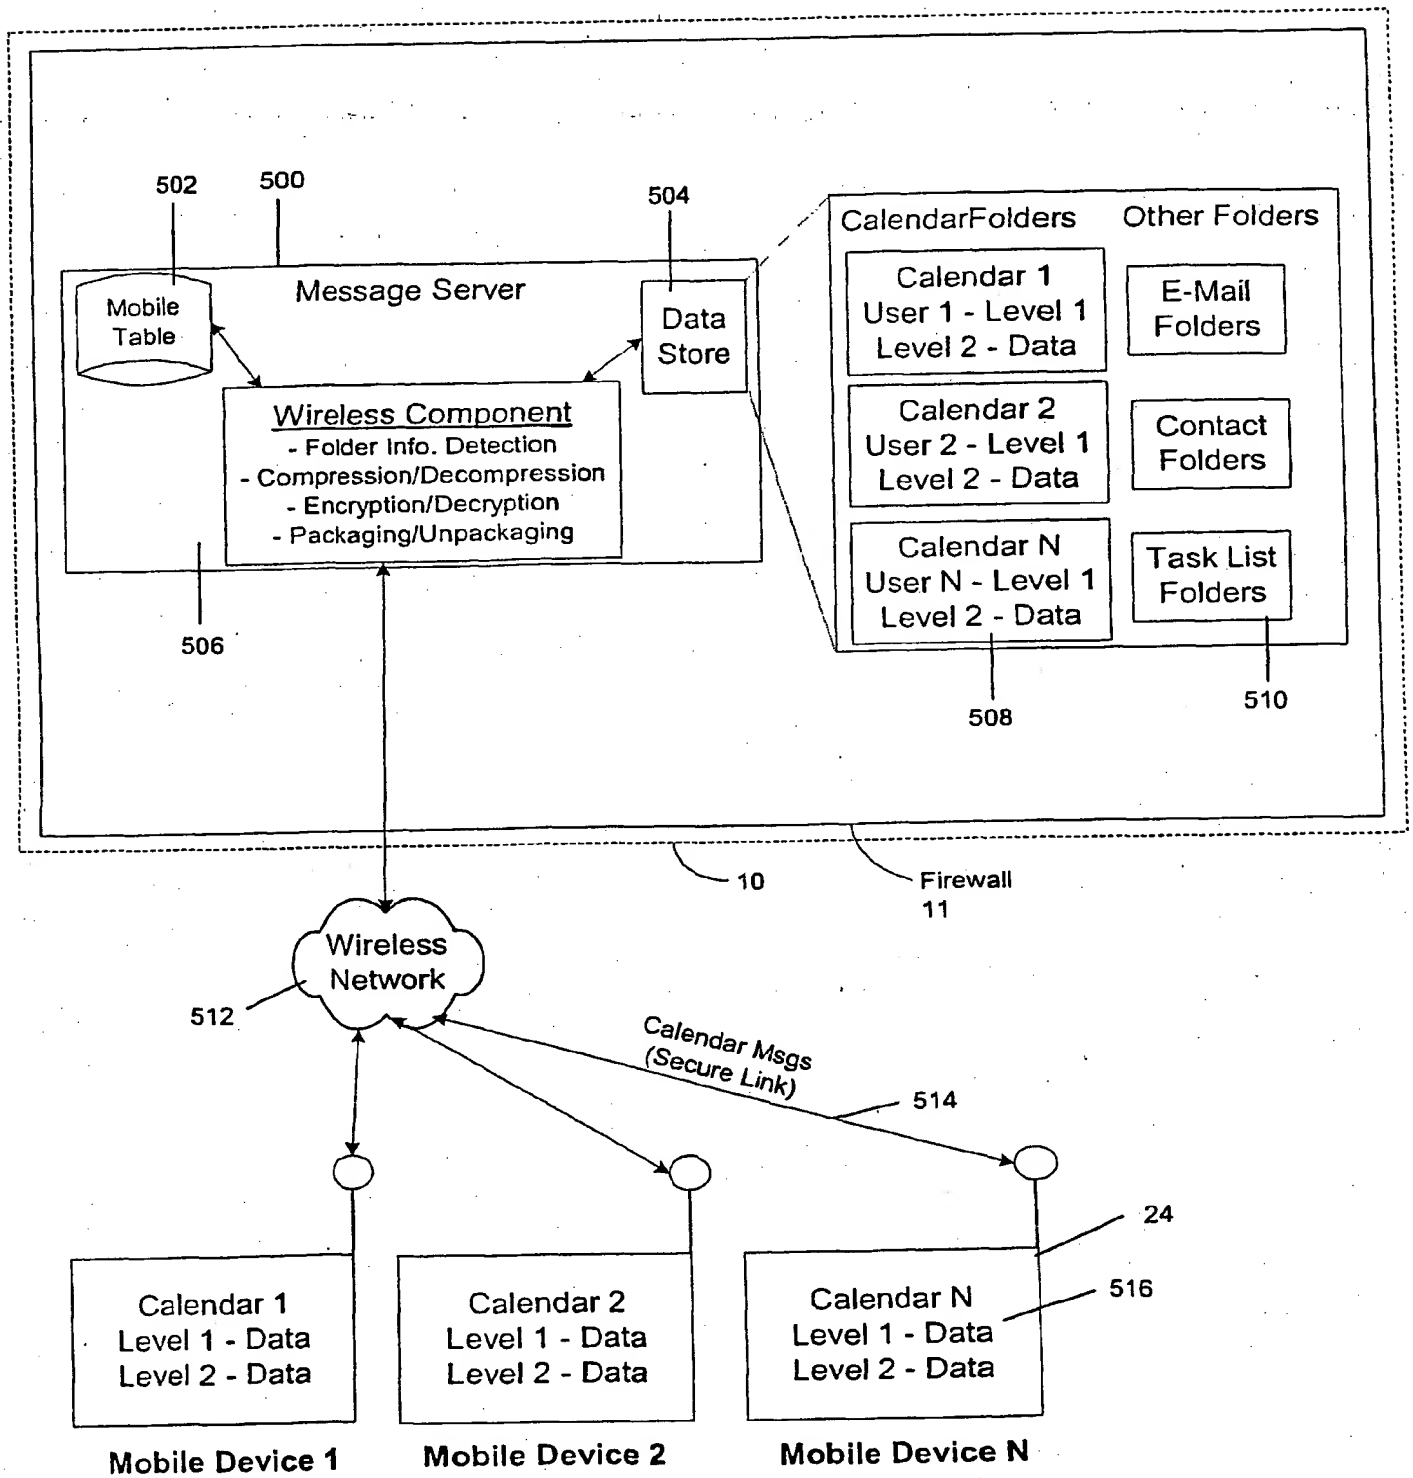 502
500
504
Message Server
Mobile
Table
Data
Store
Wireless Component
- Folder Info. Detection
- Compression/Decompression
- Encryption/Decryption
- Packaging/Unpackaging
506
CalendarFolders
Other Folders
Calendar 1
User 1 - Level 1
Level 2 - Data
E-Mail
Folders
Calendar 2
User 2 - Level 1
Level 2 - Data
Contact
Folders
Calendar N
User N - Level 1
Level 2 - Data
Task List
Folders
508
510
10
Firewall
11
Wireless
Network
512
Calendar Msgs
(Secure Link)
514
24
516
Calendar 1
Level 1 - Data
Level 2 - Data
Calendar 2
Level 1 - Data
Level 2 - Data
Calendar N
Level 1 - Data
Level 2 - Data
Mobile Device 1
Mobile Device 2
Mobile Device N